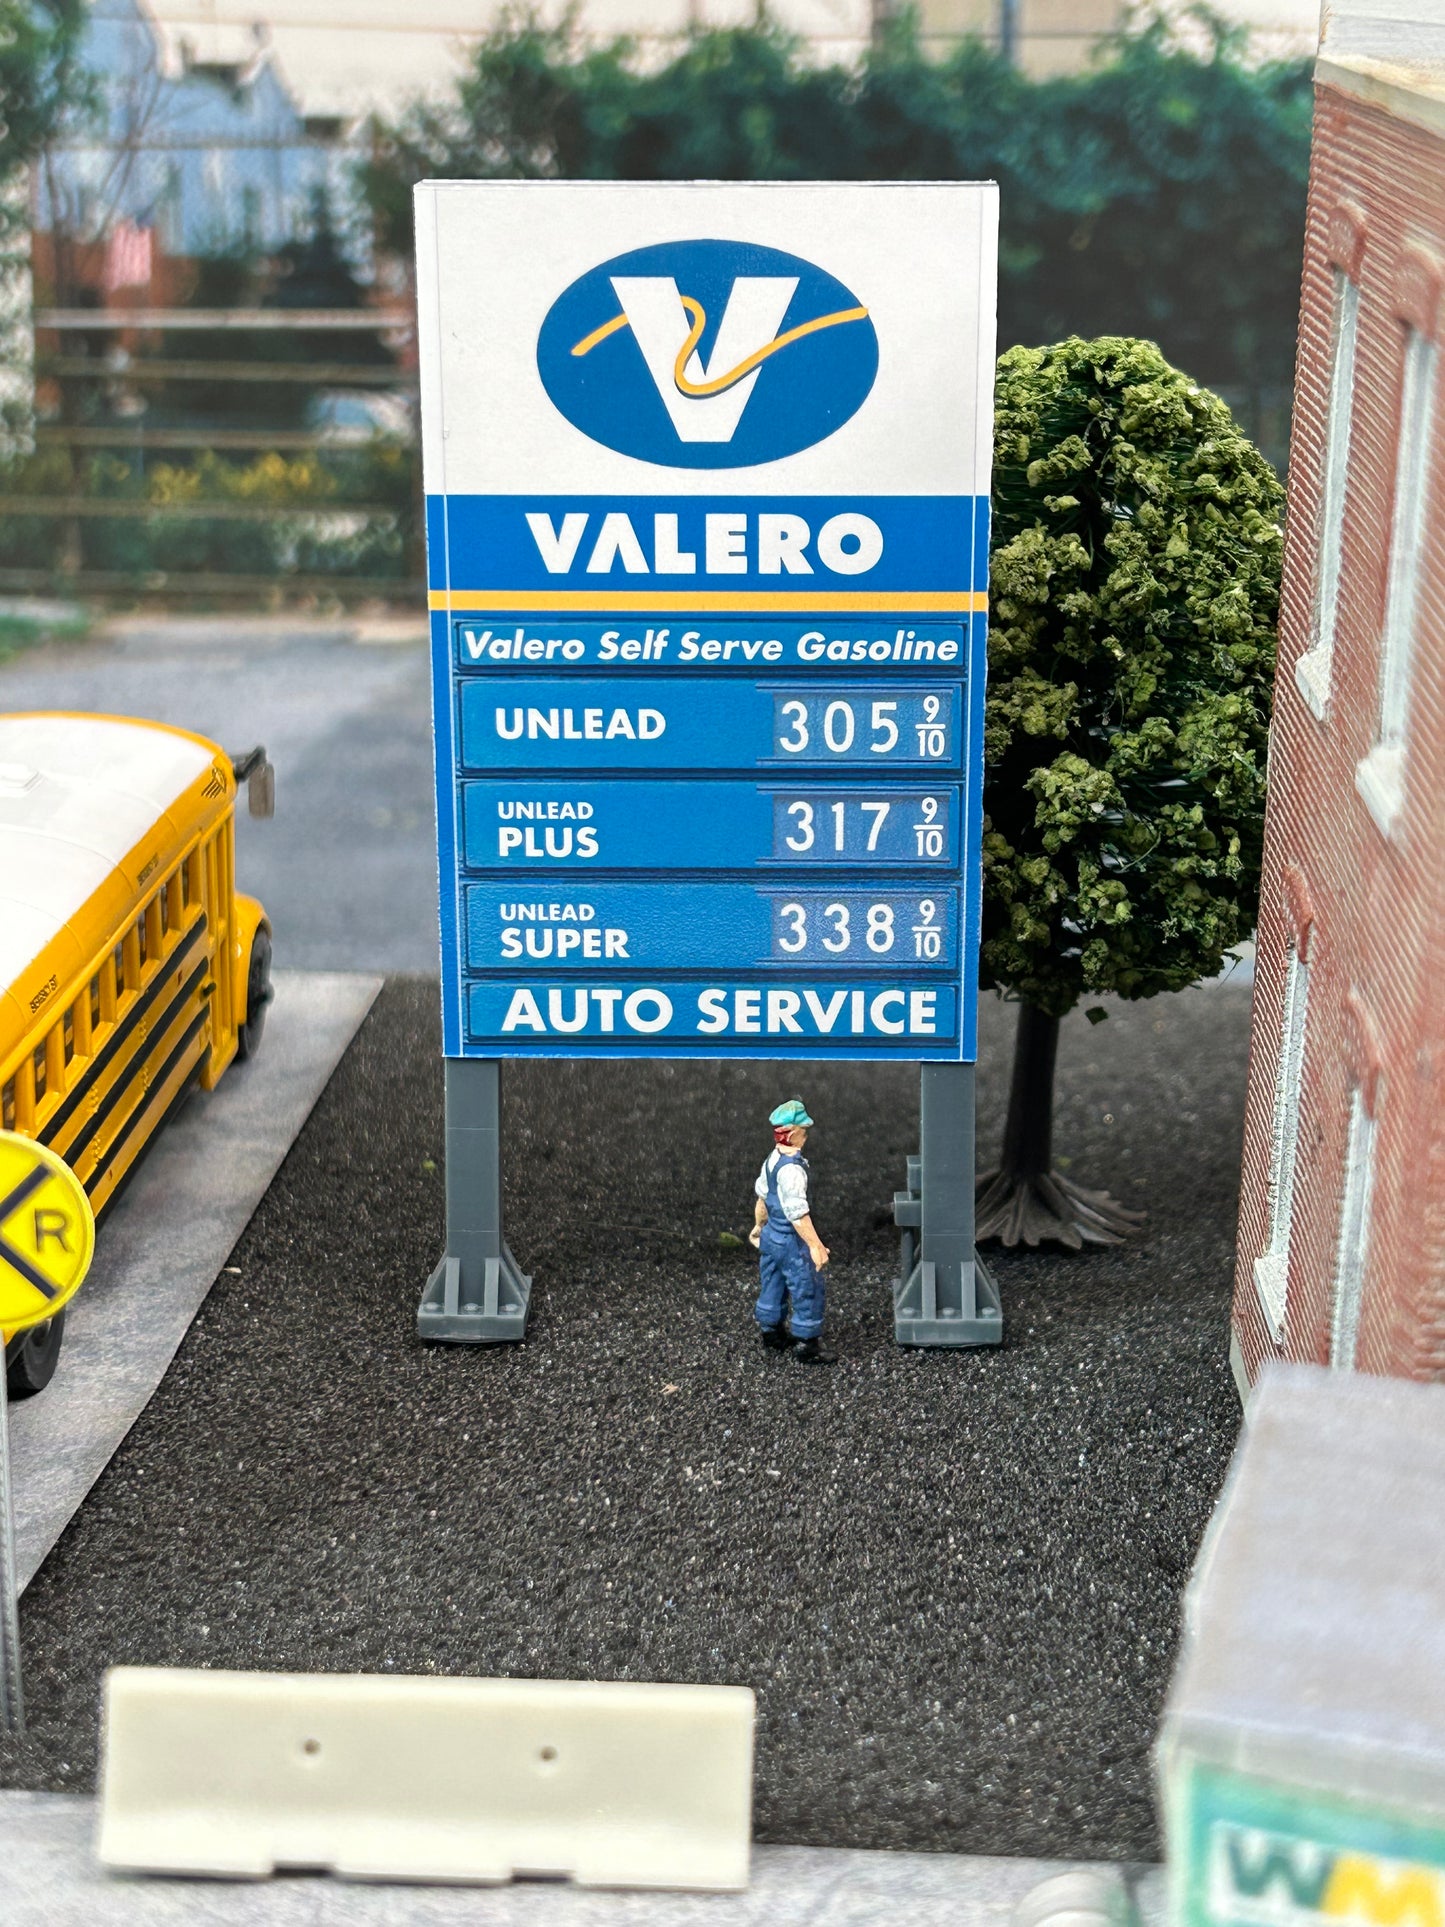 V
VALERO
Valero Self Serve Gasoline
UNLEAD 305 9/10
UNLEAD
PLUS 317 9/10
UNLEAD
SUPER 338 9/10
AUTO SERVICE
R
WM